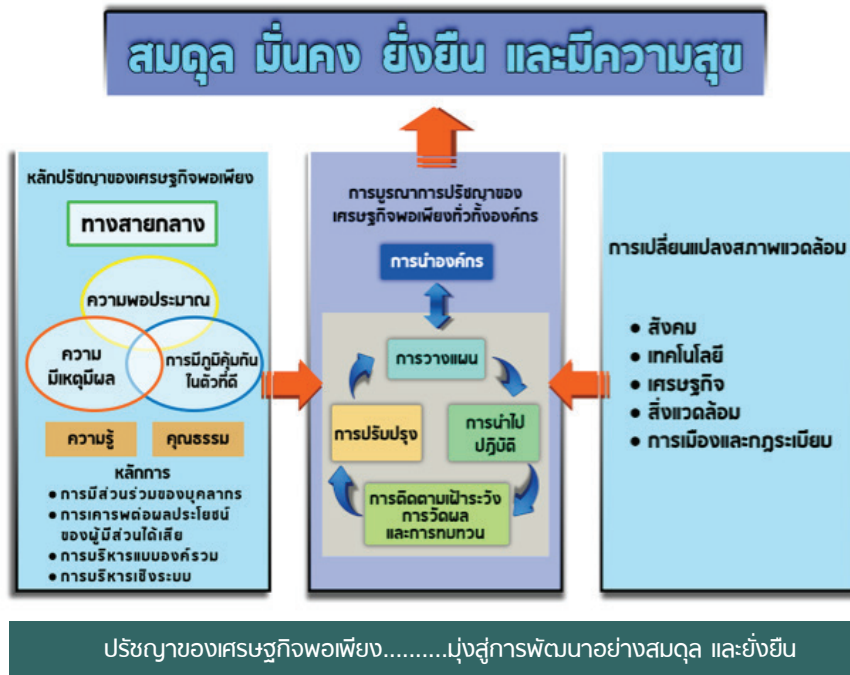 สมดุล มั่นคง ยั่งยืน และมีความสุข
หลักปรัชญาของเศรษฐกิจพอเพียง
ทางสายกลาง
ความพอประมาณ
ความ
มีเหตุมีผล
การมีภูมิคุ้มกัน
ในตัวที่ดี
ความรู้
คุณธรรม
หลักการ
● การมีส่วนร่วมของบุคลากร
● การเคารพต่อผลประโยชน์
ของผู้มีส่วนได้เสีย
● การบริหารแบบองค์รวม
● การบริหารเชิงระบบ
การบูรณาการปรัชญาของ
เศรษฐกิจพอเพียงทั่วทั้งองค์กร
การนำองค์กร
การวางแผน
การนำไป
ปฏิบัติ
การติดตามเฝ้าระวัง
การวัดผล
และการทบทวน
การปรับปรุง
การเปลี่ยนแปลงสภาพแวดล้อม
● สังคม
● เทคโนโลยี
● เศรษฐกิจ
● สิ่งแวดล้อม
● การเมืองและกฎระเบียบ
ปรัชญาของเศรษฐกิจพอเพียง..........มุ่งสู่การพัฒนาอย่างสมดุล และยั่งยืน